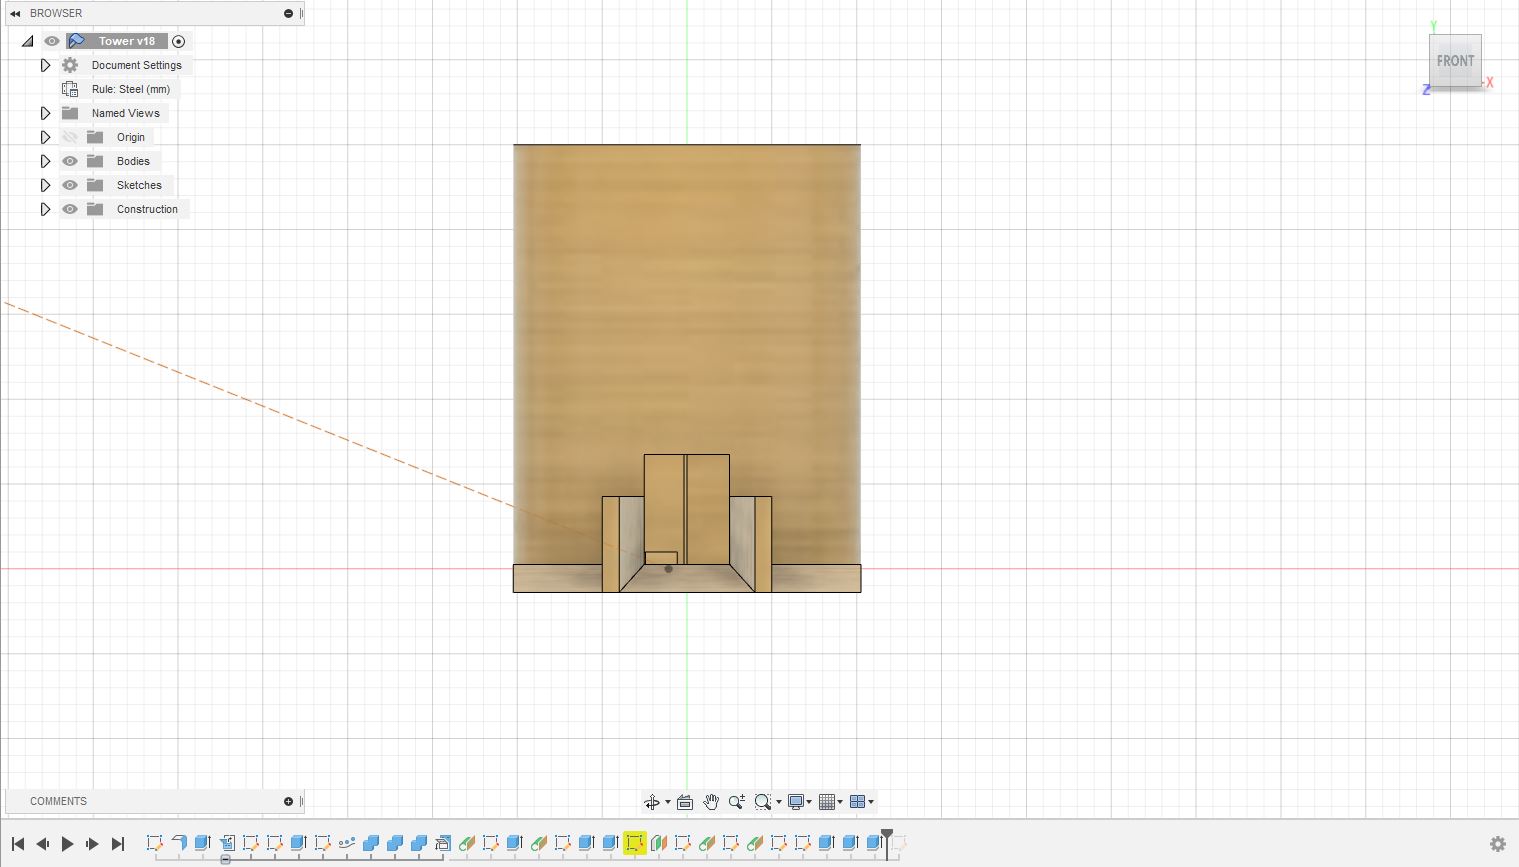 BROWSER
Tower v18
Document Settings
Rule: Steel (mm)
Named Views
Origin
Bodies
Sketches
Construction
Y
FRONT
X
Z
COMMENTS